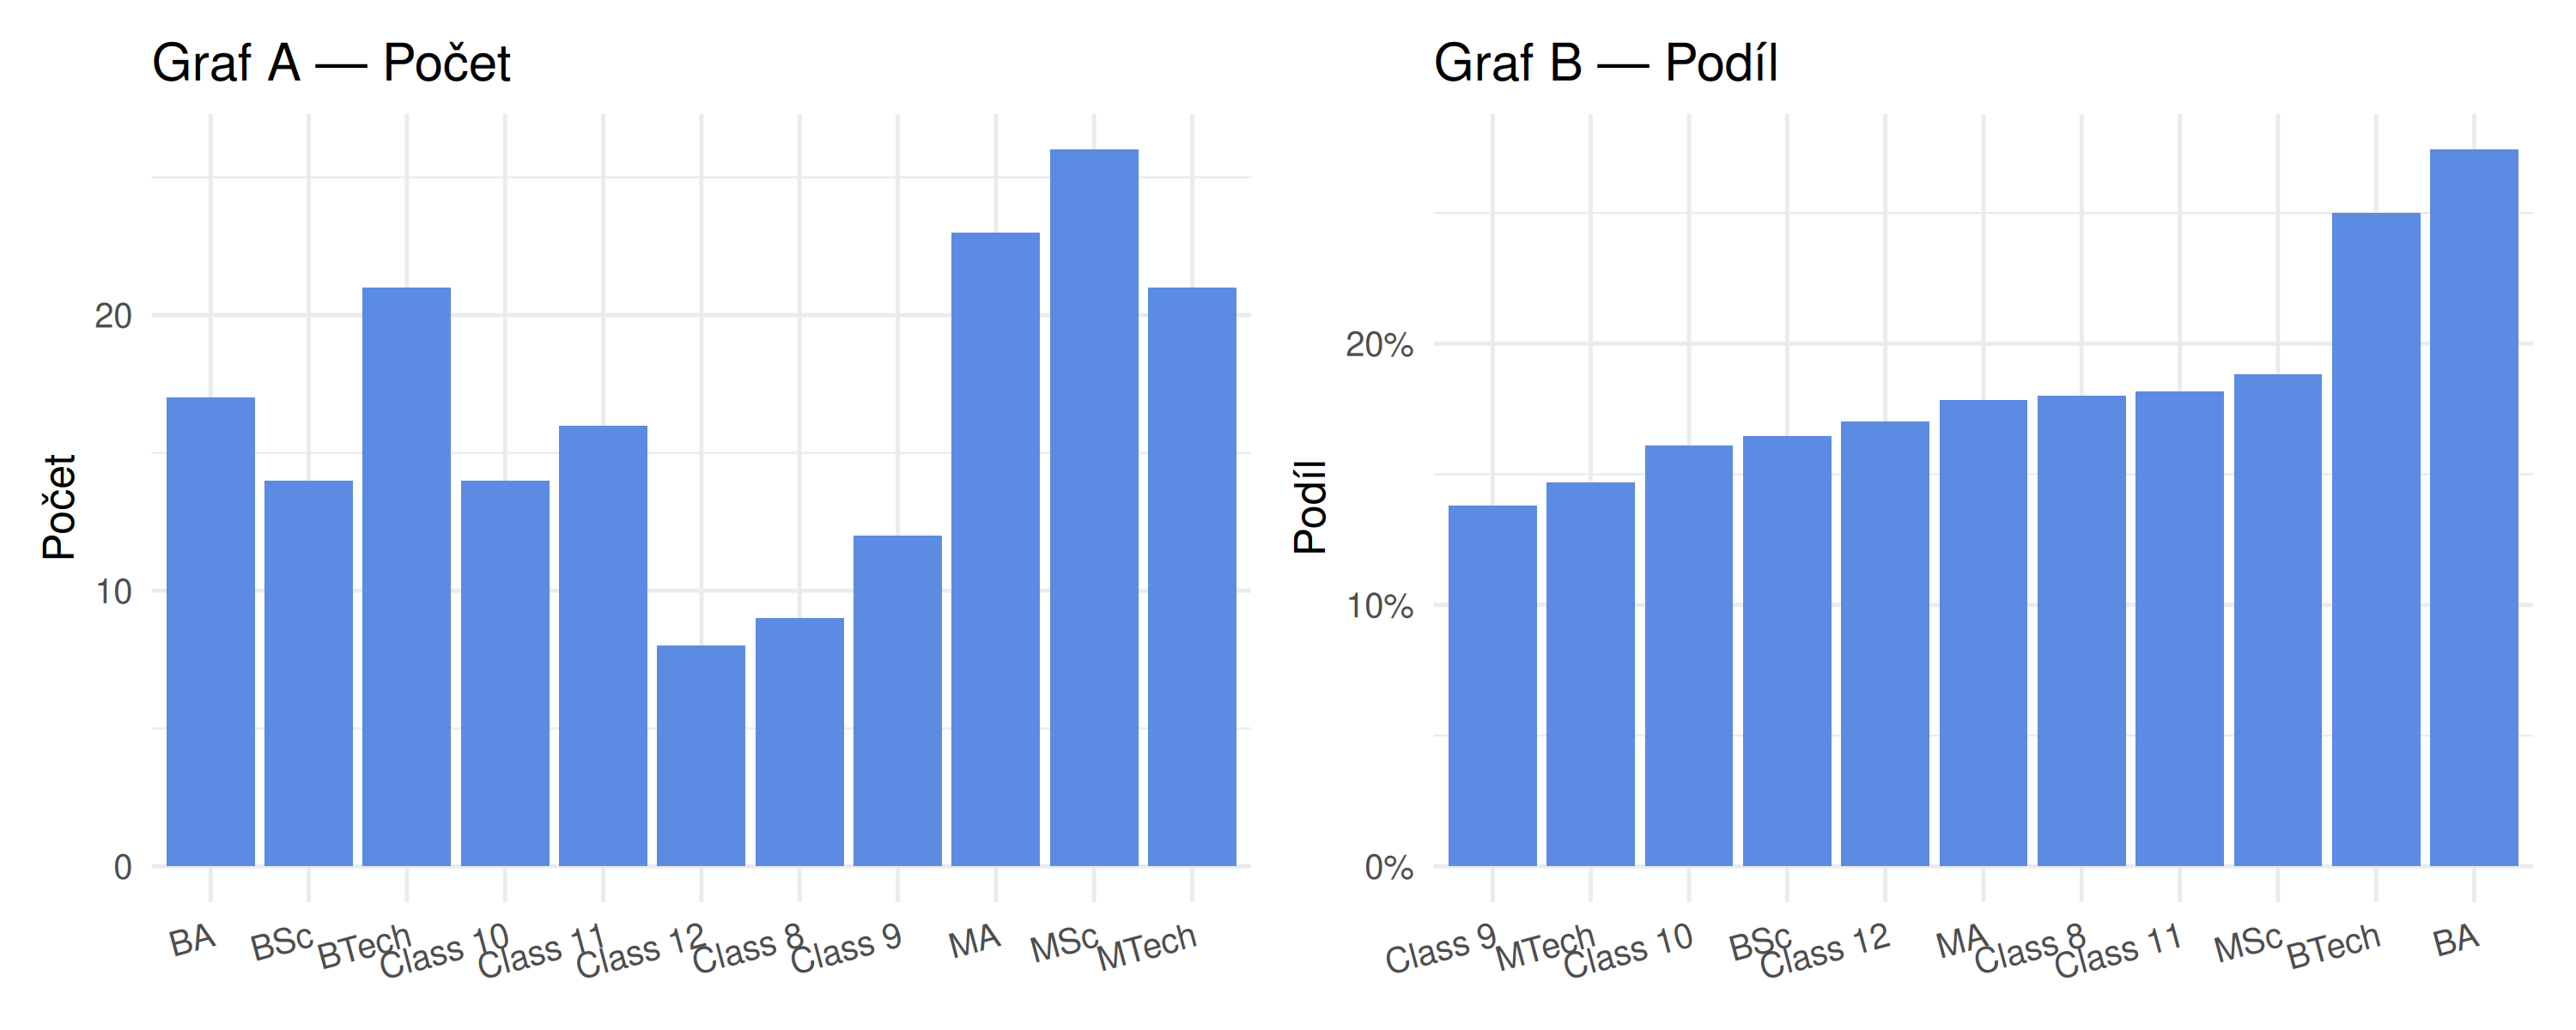 Graf A — Počet
Počet
20
10
0
BA
BSc
BTech
Class 10
Class 11
Class 12
Class 8
Class 9
MA
MSc
MTech
Graf B — Podíl
Podíl
20%
10%
0%
Class 9
MTech
Class 10
BSc
Class 12
MA
Class 8
Class 11
MSc
BTech
BA